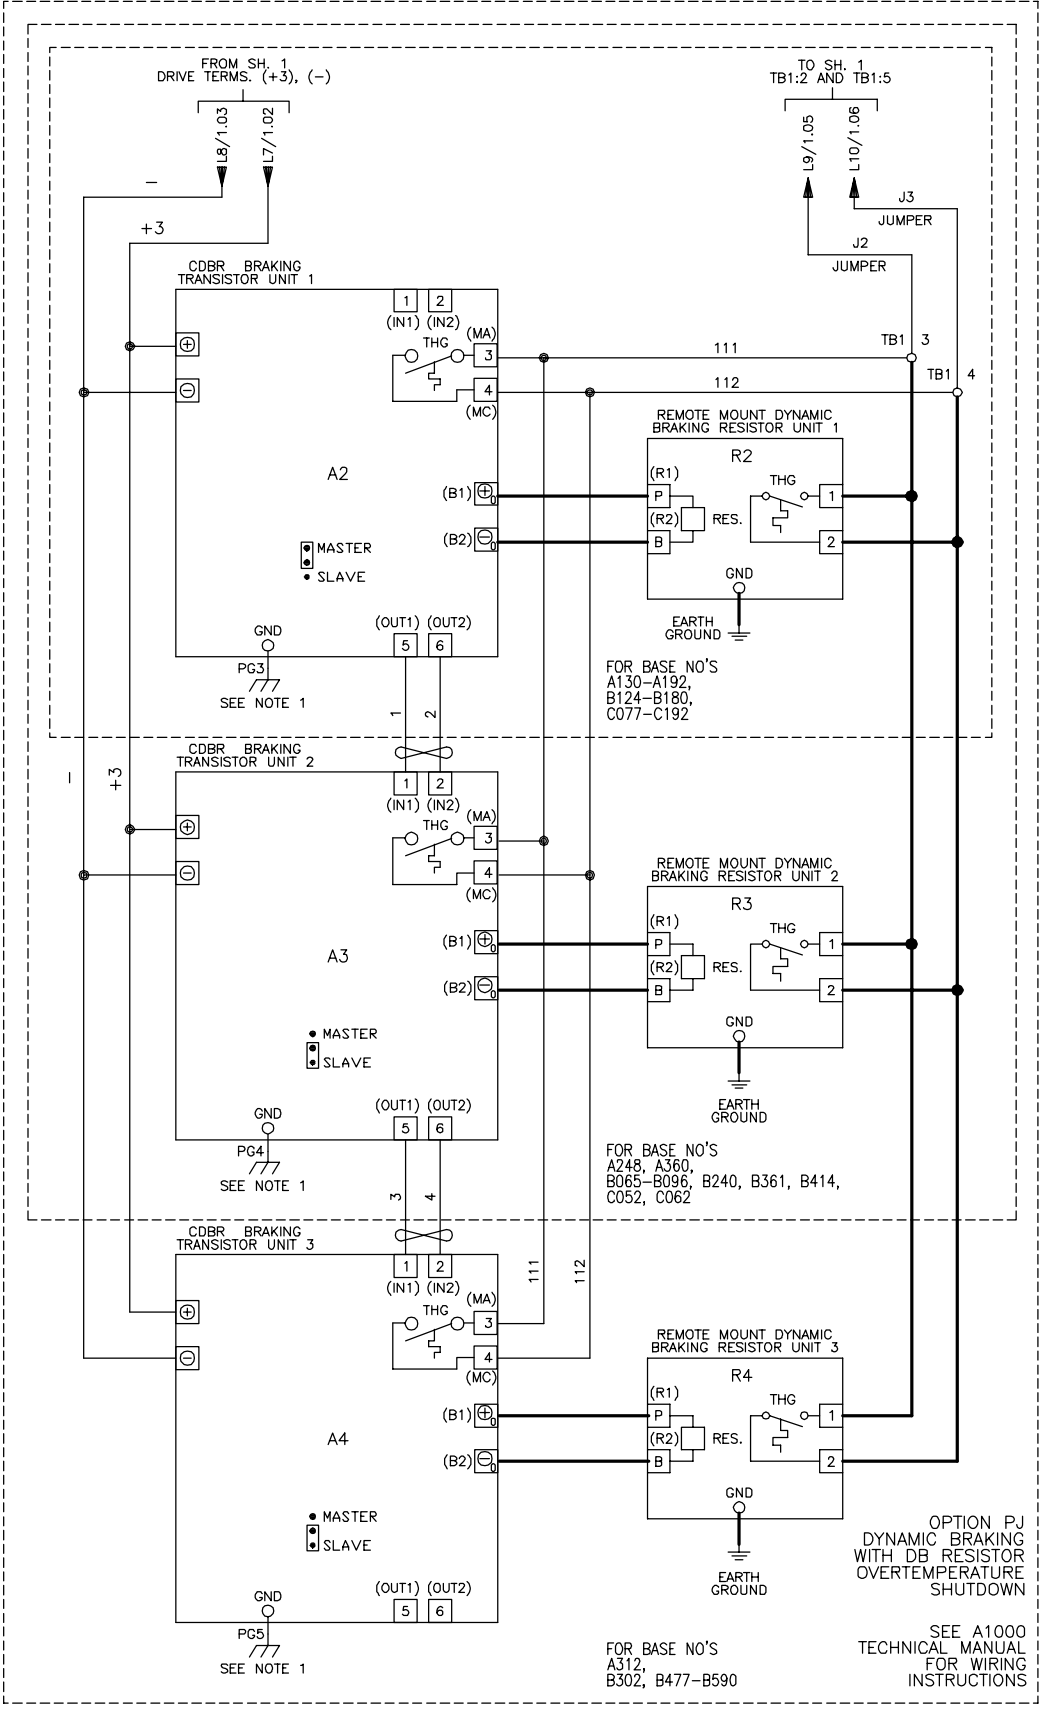 FROM SH. 1
DRIVE TERMS. (+3), (-)
L8/1.03
L7/1.02
TO SH. 1
TB1:2 AND TB1:5
L9/1.05
L10/1.06
-
+3
J3
JUMPER
J2
JUMPER
CDBR BRAKING
TRANSISTOR UNIT 1
1 2
(IN1) (IN2)
THG
(MA)
3
4
(MC)
+
-
111
112
TB1 3
TB1 4
A2
(B1)
+0
(B2)
-0
MASTER
SLAVE
GND
PG3
SEE NOTE 1
(OUT1) (OUT2)
5 6
REMOTE MOUNT DYNAMIC
BRAKING RESISTOR UNIT 1
R2
(R1)
P
(R2)
B
RES.
THG
1
2
GND
EARTH
GROUND
FOR BASE NO'S
A130-A192,
B124-B180,
C077-C192
1
2
-
+3
CDBR BRAKING
TRANSISTOR UNIT 2
1 2
(IN1) (IN2)
THG
(MA)
3
4
(MC)
+
-
A3
(B1)
+0
(B2)
-0
MASTER
SLAVE
GND
PG4
SEE NOTE 1
(OUT1) (OUT2)
5 6
REMOTE MOUNT DYNAMIC
BRAKING RESISTOR UNIT 2
R3
(R1)
P
(R2)
B
RES.
THG
1
2
GND
EARTH
GROUND
FOR BASE NO'S
A248, A360,
B065-B096, B240, B361, B414,
C052, C062
3
4
CDBR BRAKING
TRANSISTOR UNIT 3
1 2
(IN1) (IN2)
THG
(MA)
3
4
(MC)
111
112
+
-
A4
(B1)
+0
(B2)
-0
MASTER
SLAVE
GND
PG5
SEE NOTE 1
(OUT1) (OUT2)
5 6
REMOTE MOUNT DYNAMIC
BRAKING RESISTOR UNIT 3
R4
(R1)
P
(R2)
B
RES.
THG
1
2
GND
EARTH
GROUND
FOR BASE NO'S
A312,
B302, B477-B590
OPTION PJ
DYNAMIC BRAKING
WITH DB RESISTOR
OVERTEMPERATURE
SHUTDOWN
SEE A1000
TECHNICAL MANUAL
FOR WIRING
INSTRUCTIONS